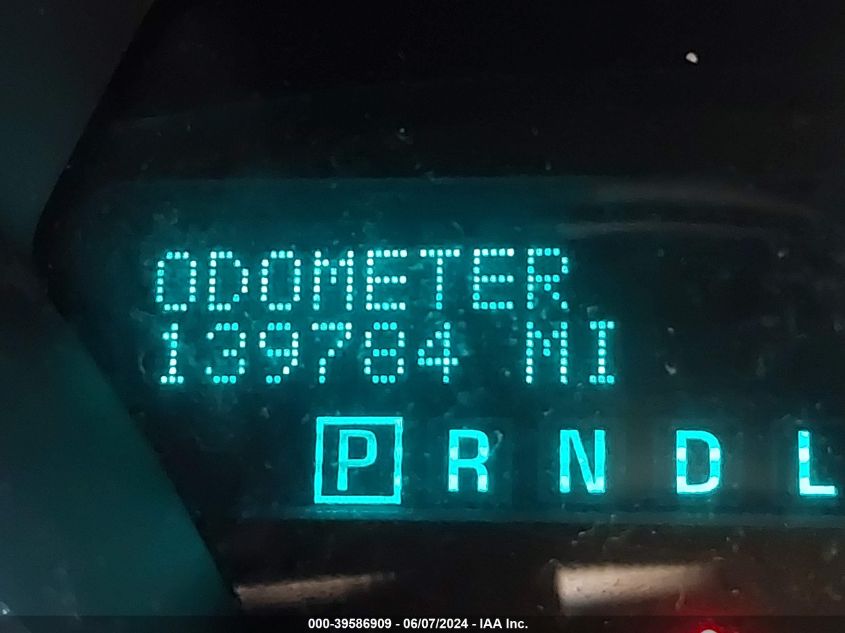 ODOMETER
139784 MI
P R N D L
000-39586909 - 06/07/2024 - IAA Inc.